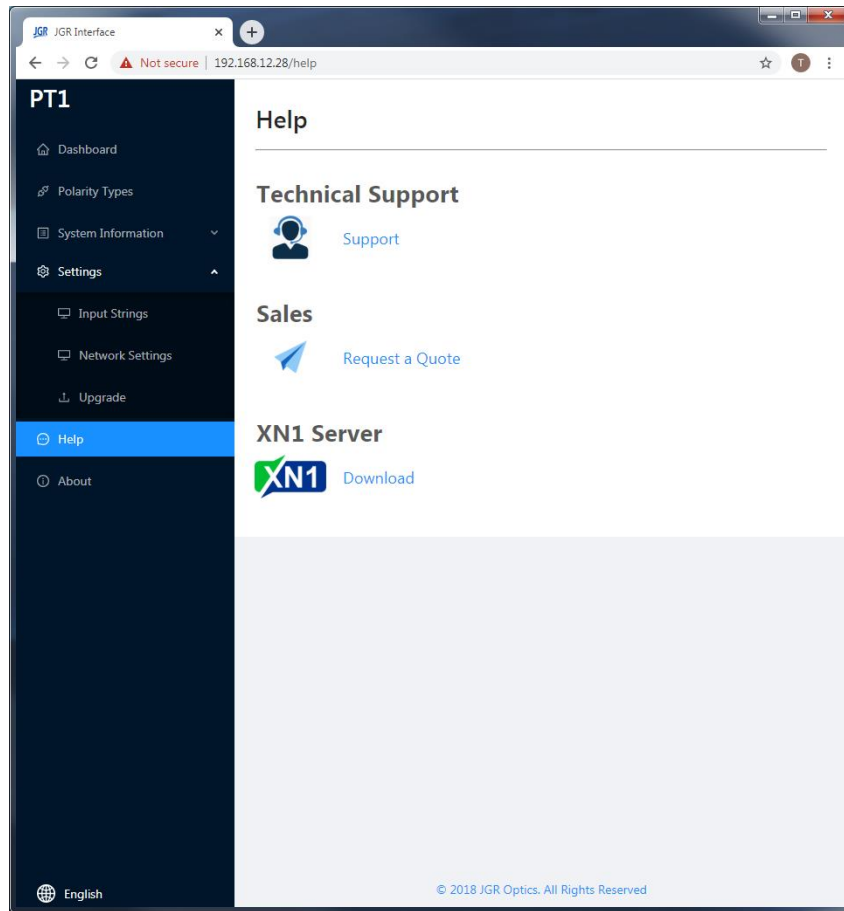 JGR JGR Interface
Not secure | 192.168.12.28/help
T
PT1
Dashboard
Polarity Types
System Information
Settings
Input Strings
Network Settings
Upgrade
Help
About
English
Help
Technical Support
Support
Sales
Request a Quote
XN1 Server
XN1 Download
© 2018 JGR Optics. All Rights Reserved